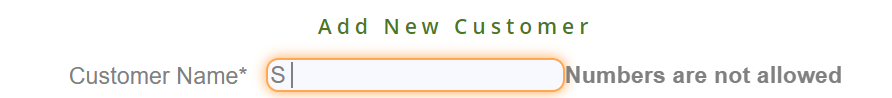 Add New Customer
Customer Name* S Numbers are not allowed